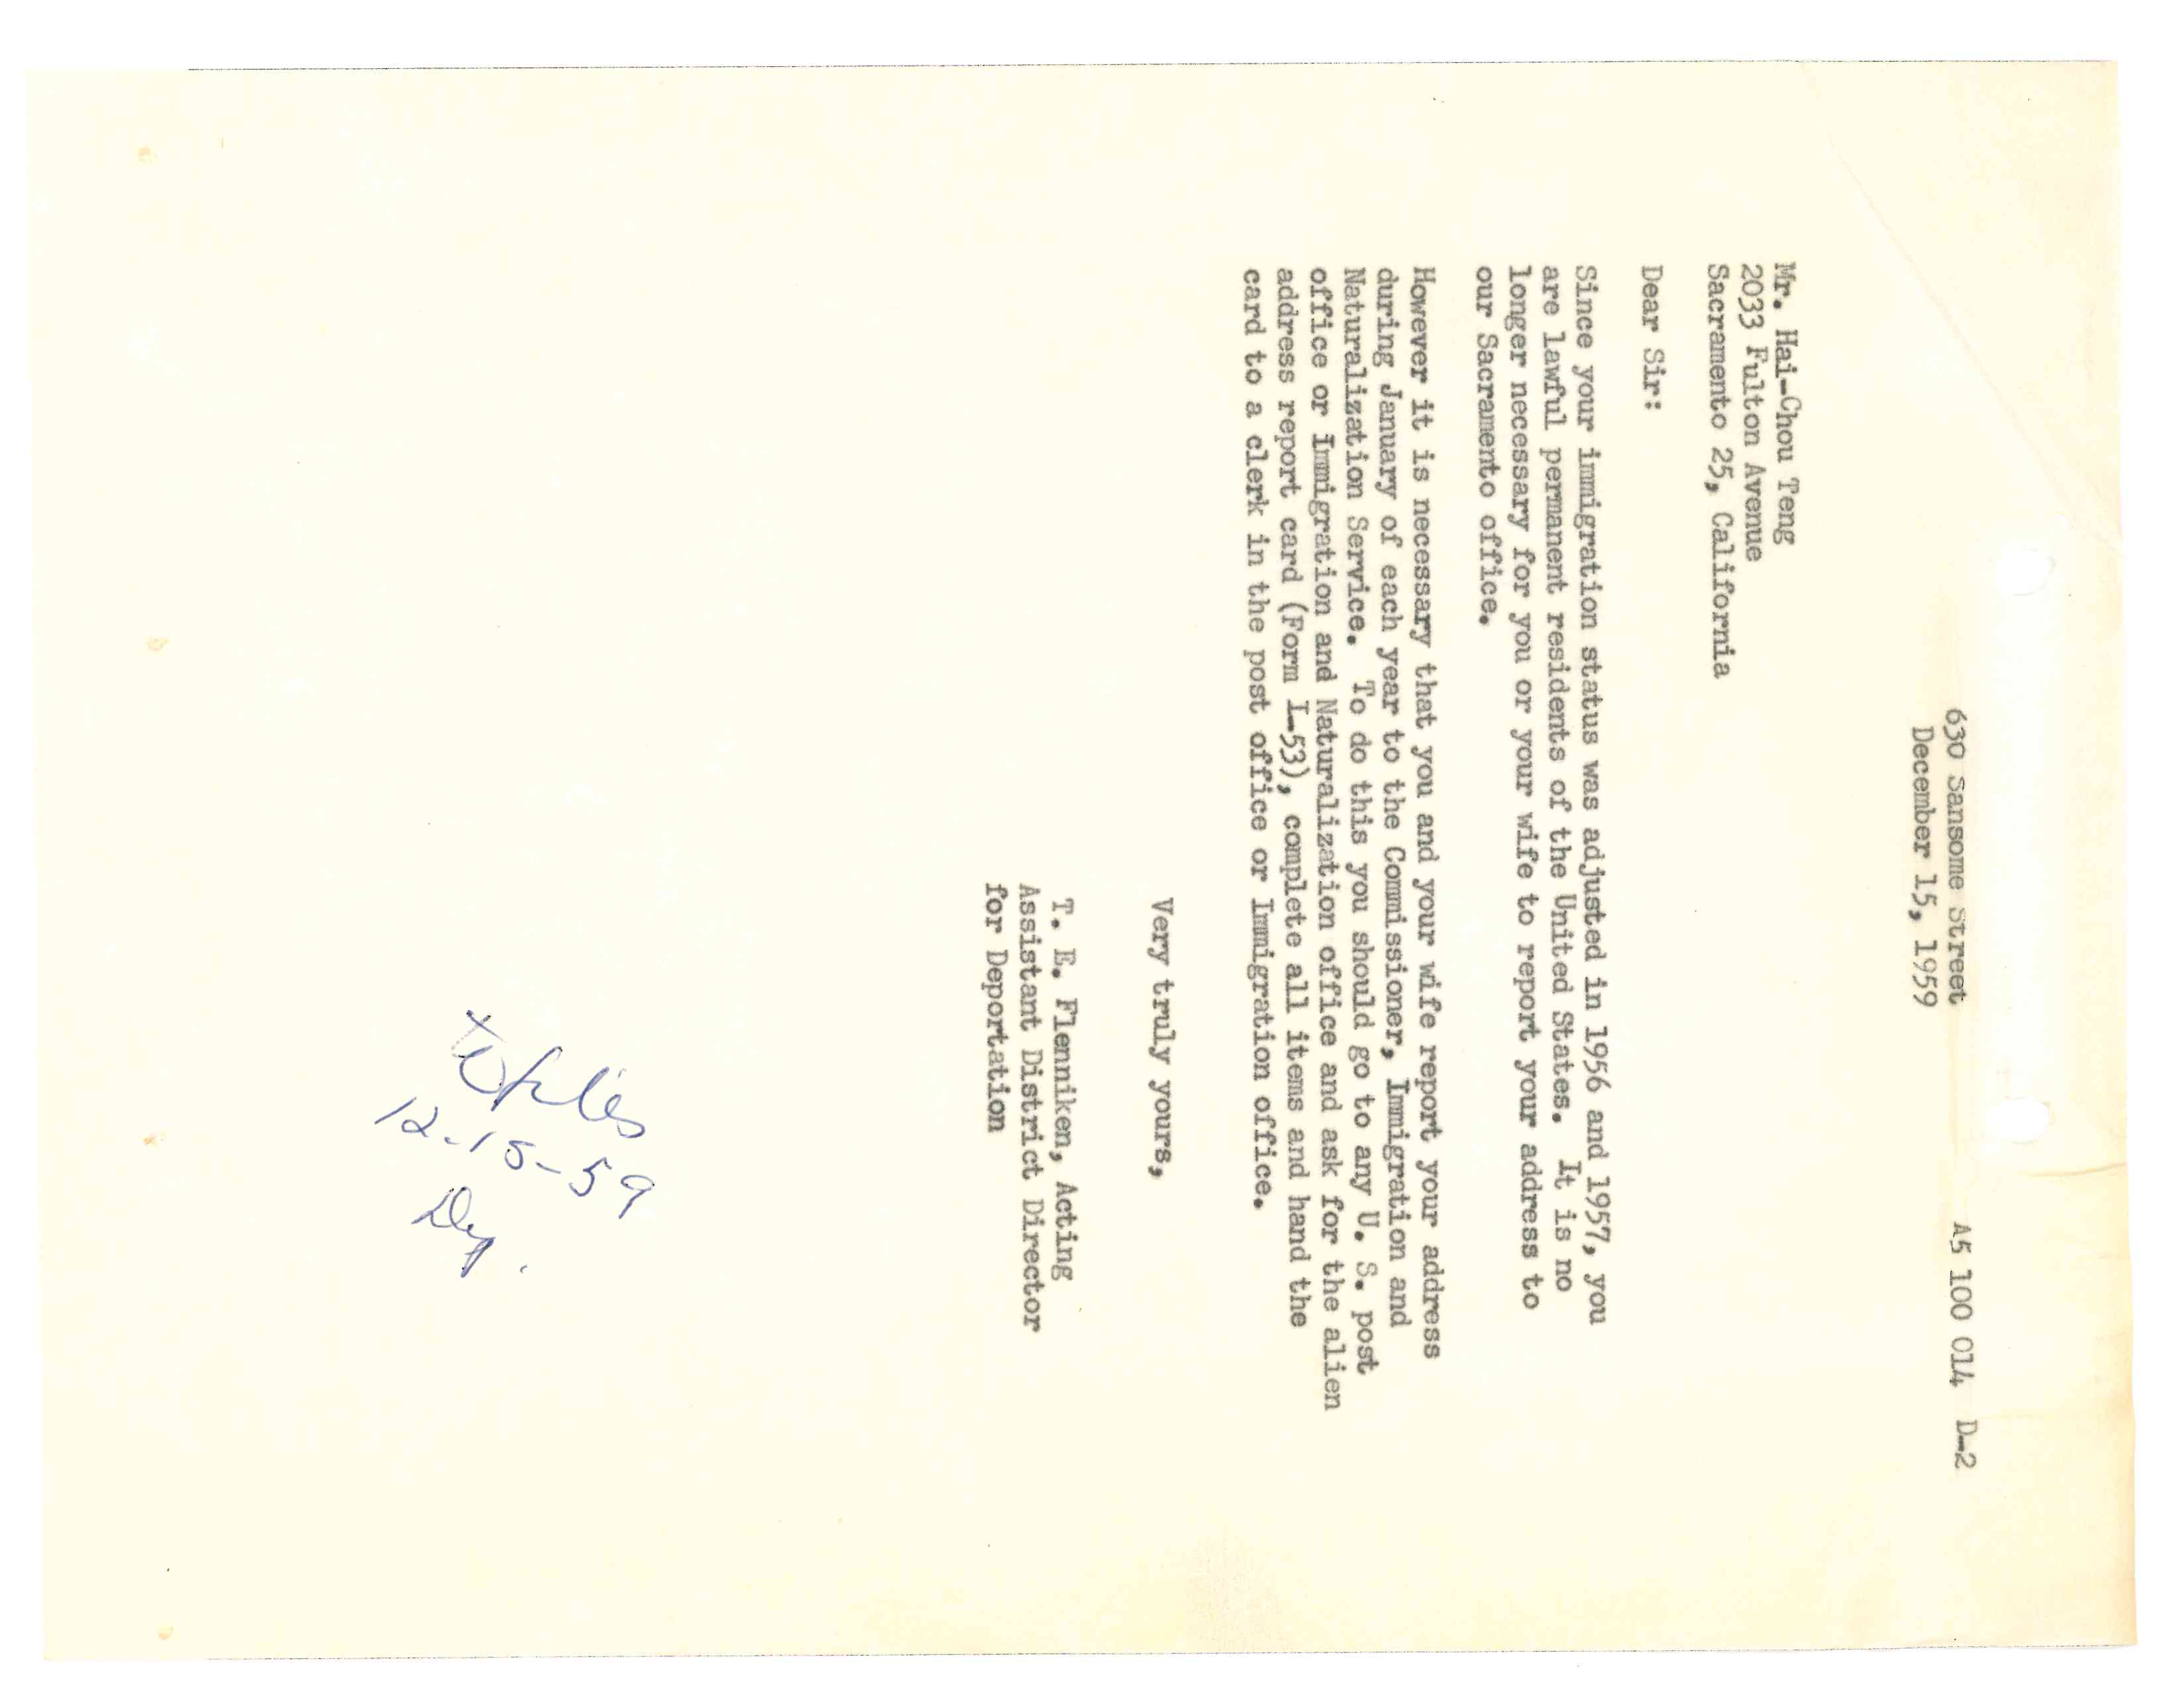 630 Sansome Street
December 15, 1959
A5 100 014 D-2
Mr. Hai-Chou Teng
2033 Fulton Avenue
Sacramento 25, California
Dear Sir:
Since your immigration status was adjusted in 1956 and 1957, you
are lawful permanent residents of the United States. It is no
longer necessary for you or your wife to report your address to
our Sacramento office.
However it is necessary that you and your wife report your address
during January of each year to the Commissioner, Immigration and
Naturalization Service. To do this you should go to any U. S. post
office or Immigration and Naturalization office and ask for the alien
address report card (Form I-53), complete all items and hand the
card to a clerk in the post office or Immigration office.
Very truly yours,
T. E. Flenniken, Acting
Assistant District Director
for Deportation
to files
12-15-59